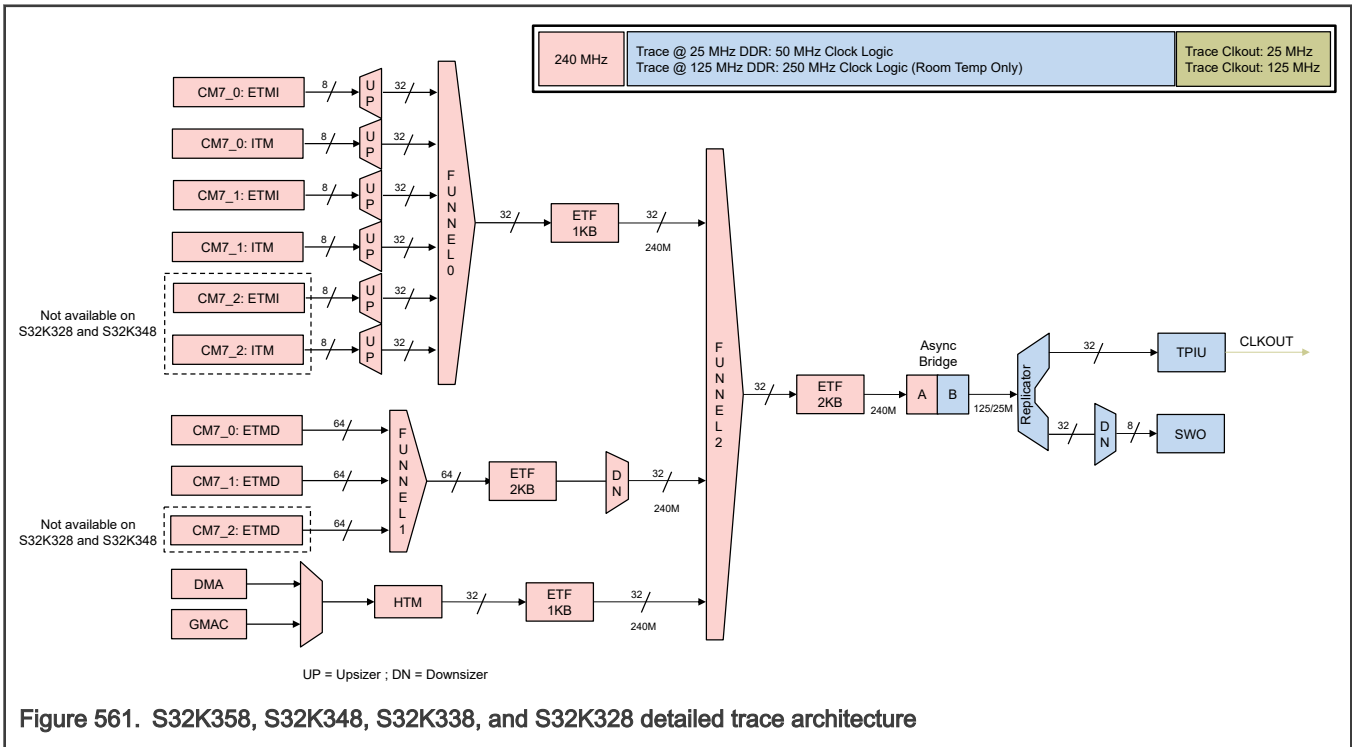 240 MHz
Trace @ 25 MHz DDR: 50 MHz Clock Logic
Trace @ 125 MHz DDR: 250 MHz Clock Logic (Room Temp Only)
Trace Clkout: 25 MHz
Trace Clkout: 125 MHz
CM7_0: ETMI
8
UP
32
CM7_0: ITM
8
UP
32
CM7_1: ETMI
8
UP
32
CM7_1: ITM
8
UP
32
Not available on
S32K328 and S32K348
CM7_2: ETMI
8
UP
32
CM7_2: ITM
8
UP
32
FUNNEL0
32
ETF
1KB
32
240M
CM7_0: ETMD
64
CM7_1: ETMD
64
Not available on
S32K328 and S32K348
CM7_2: ETMD
64
FUNNEL1
64
ETF
2KB
DN
32
240M
DMA
GMAC
HTM
32
ETF
1KB
32
240M
FUNNEL2
32
ETF
2KB
240M
Async
Bridge
A
B
125/25M
Replicator
32
TPIU
CLKOUT
32
DN
8
SWO
UP = Upsizer ; DN = Downsizer
Figure 561. S32K358, S32K348, S32K338, and S32K328 detailed trace architecture